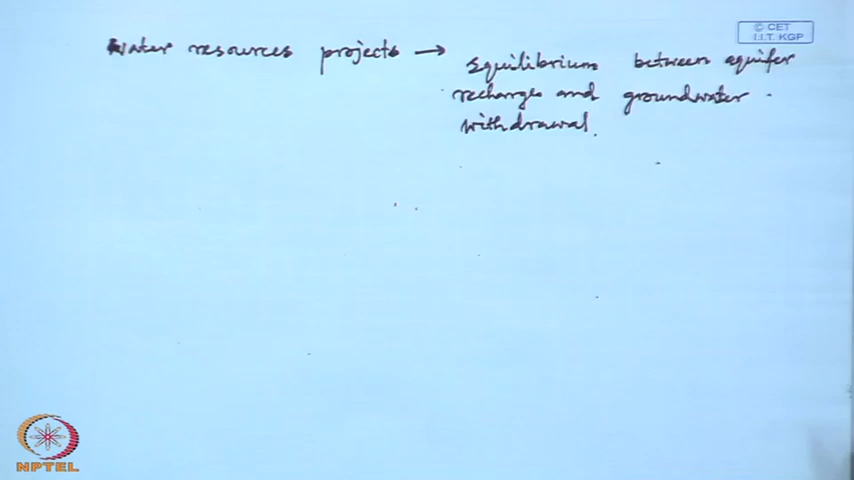 © CET
I.I.T. KGP
Water resources projects → Equilibrium between aquifer
recharge and groundwater
withdrawal.
NPTEL